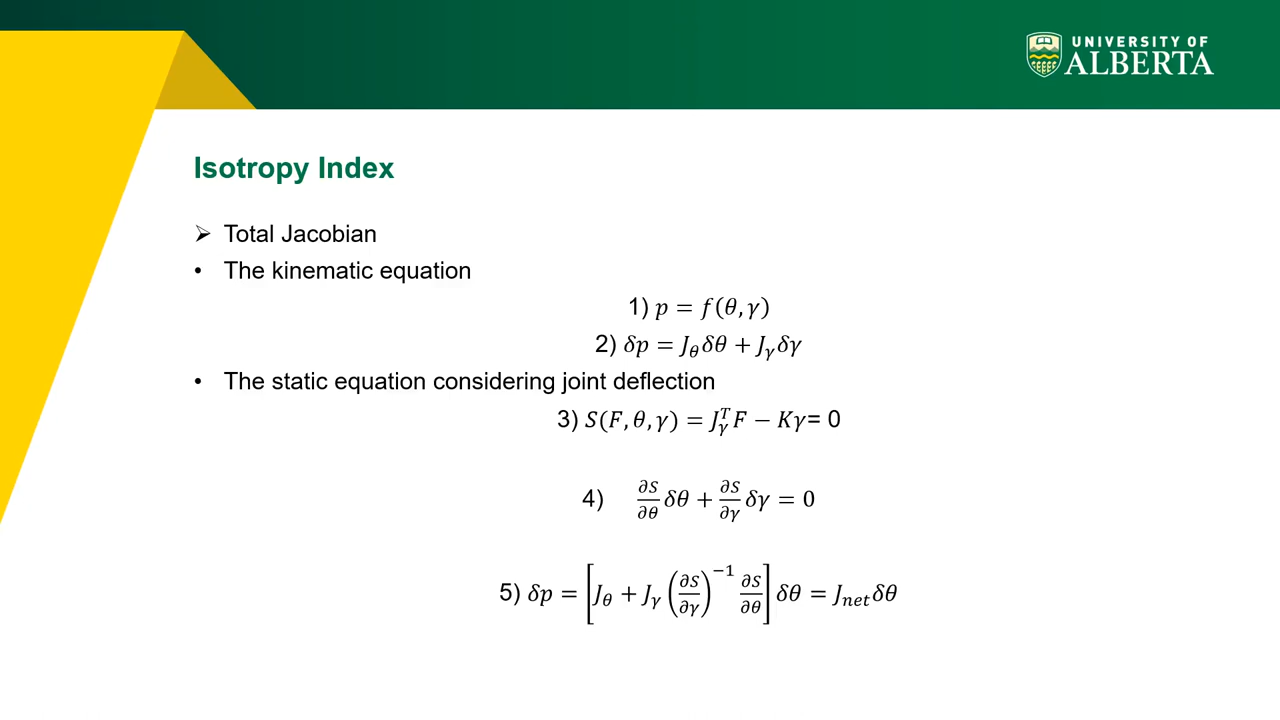 UNIVERSITY OF
ALBERTA
Isotropy Index
➢ Total Jacobian
• The kinematic equation
1) 𝑝 = 𝑓(𝜃, 𝛾)
2) 𝛿𝑝 = 𝐽_𝜃 𝛿𝜃 + 𝐽_𝛾 𝛿𝛾
• The static equation considering joint deflection
3) 𝑆(𝐹, 𝜃, 𝛾) = 𝐽_𝛾^𝑇 𝐹 − 𝐾𝛾= 0
4) ∂𝑆/∂𝜃 𝛿𝜃 + ∂𝑆/∂𝛾 𝛿𝛾 = 0
5) 𝛿𝑝 = [𝐽_𝜃 + 𝐽_𝛾 (∂𝑆/∂𝛾)^−1 ∂𝑆/∂𝜃] 𝛿𝜃 = 𝐽_𝑛𝑒𝑡 𝛿𝜃